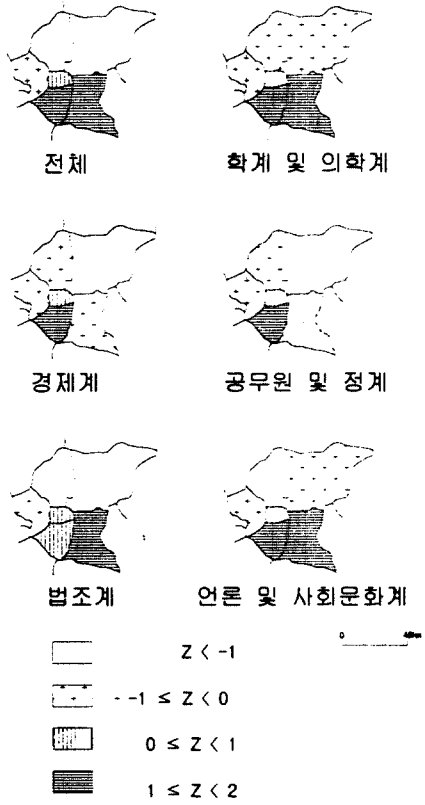 전체
학계 및 의학계
경제계
공무원 및 정계
법조계
언론 및 사회문화계
0
Z < -1
-1 ≤ Z < 0
0 ≤ Z < 1
1 ≤ Z < 2